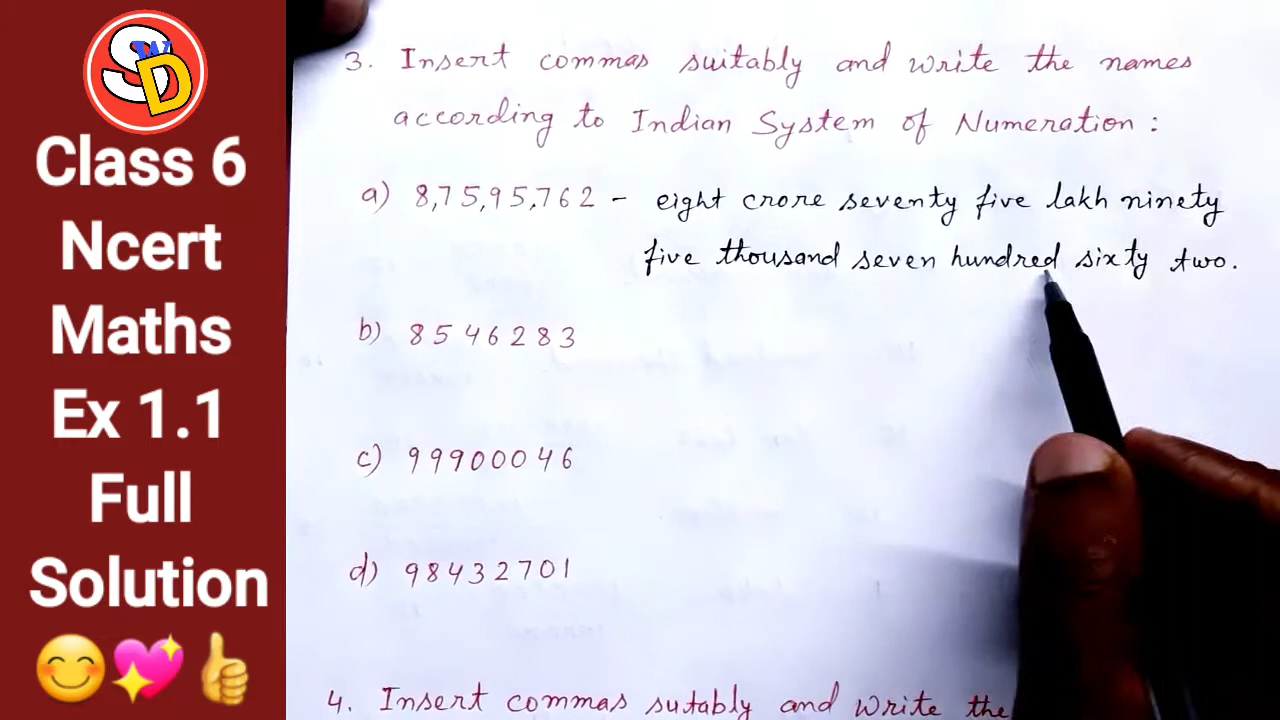 SWD
Class 6
Ncert
Maths
Ex 1.1
Full
Solution
3. Insert commas suitably and write the names
according to Indian System of Numeration :
a) 8,75,95,762 - eight crore seventy five lakh ninety
five thousand seven hundred sixty two.
b) 8546283
c) 99900046
d) 98432701
4. Insert commas sutably and write the